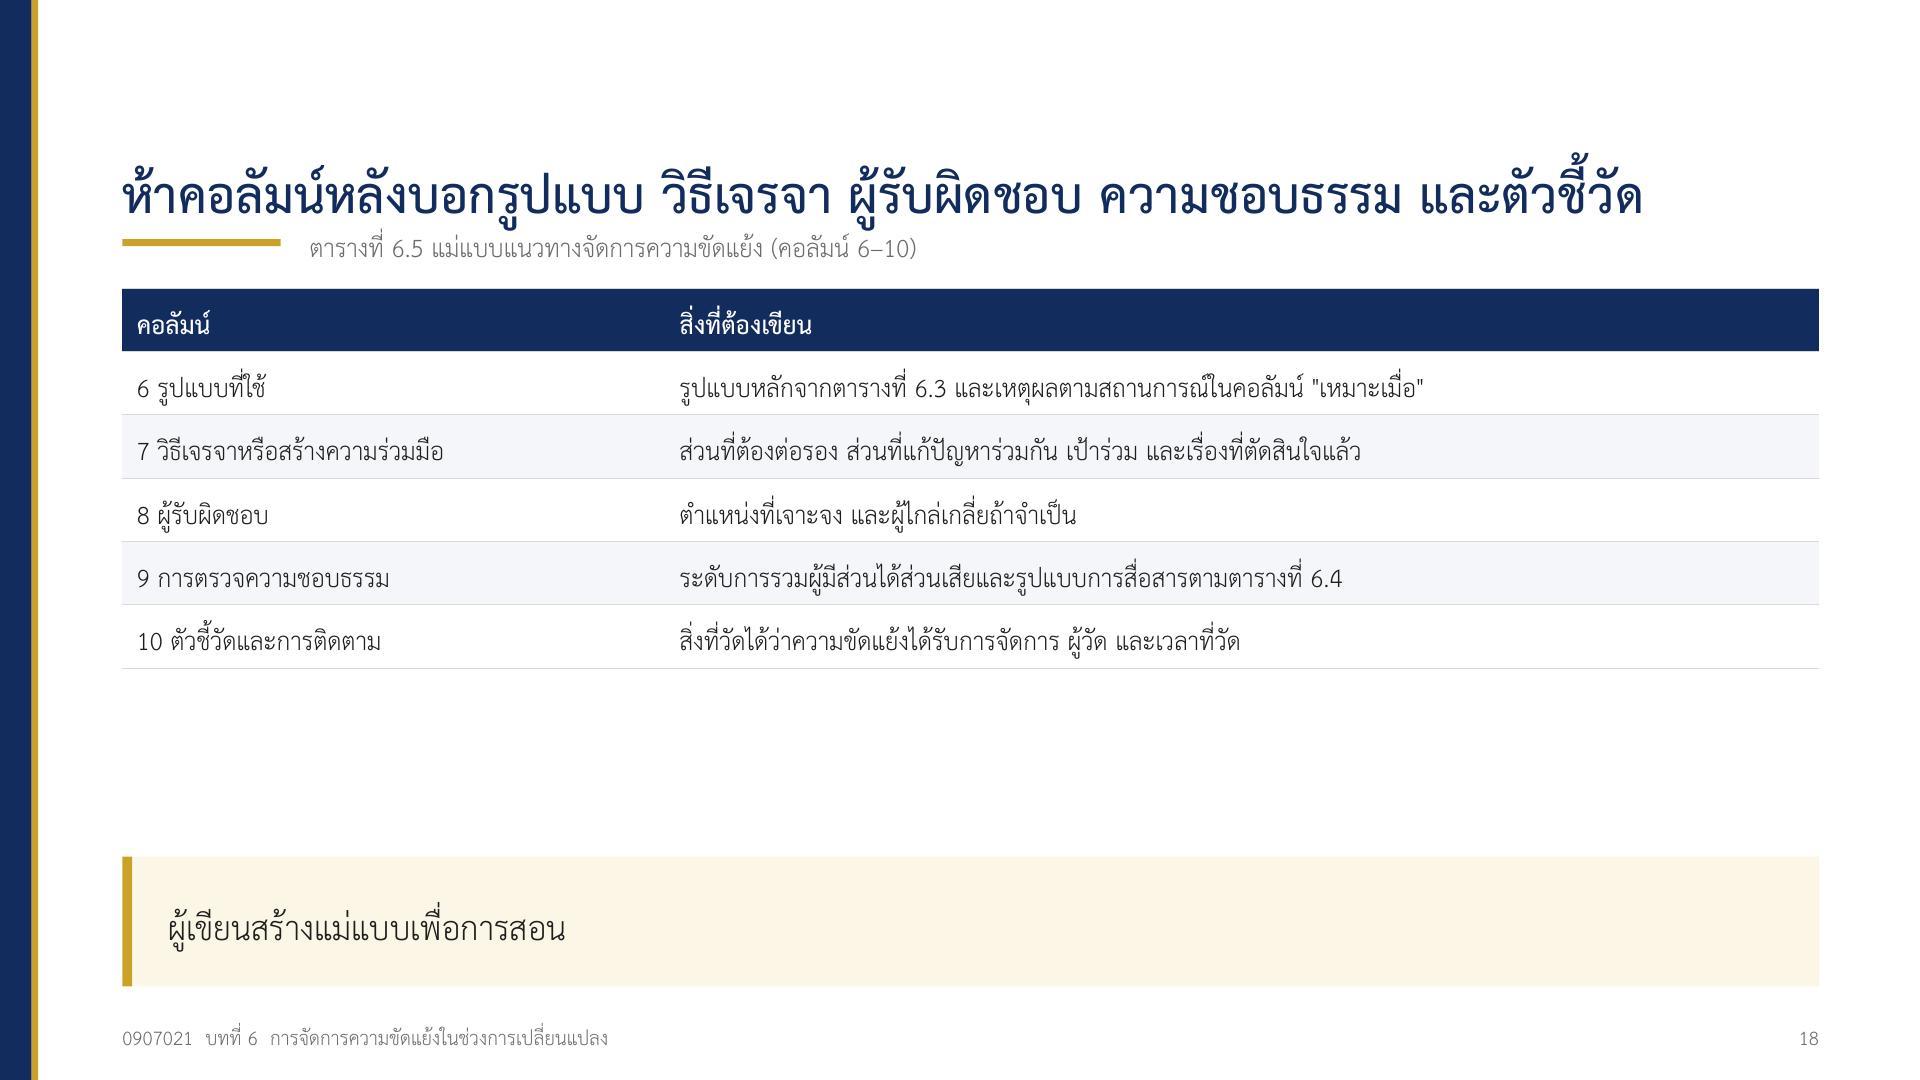 ห้าคอลัมน์หลังบอกรูปแบบ วิธีเจรจา ผู้รับผิดชอบ ความชอบธรรม และตัวชี้วัด
ตารางที่ 6.5 แม่แบบแนวทางจัดการความขัดแย้ง (คอลัมน์ 6–10)
คอลัมน์ สิ่งที่ต้องเขียน
6 รูปแบบที่ใช้ รูปแบบหลักจากตารางที่ 6.3 และเหตุผลตามสถานการณ์ในคอลัมน์ "เหมาะเมื่อ"
7 วิธีเจรจาหรือสร้างความร่วมมือ ส่วนที่ต้องต่อรอง ส่วนที่แก้ปัญหาร่วมกัน เป้าร่วม และเรื่องที่ตัดสินใจแล้ว
8 ผู้รับผิดชอบ ตำแหน่งที่เจาะจง และผู้ไกล่เกลี่ยถ้าจำเป็น
9 การตรวจความชอบธรรม ระดับการรวมผู้มีส่วนได้ส่วนเสียและรูปแบบการสื่อสารตามตารางที่ 6.4
10 ตัวชี้วัดและการติดตาม สิ่งที่วัดได้ว่าความขัดแย้งได้รับการจัดการ ผู้วัด และเวลาที่วัด
ผู้เขียนสร้างแม่แบบเพื่อการสอน
0907021 บทที่ 6 การจัดการความขัดแย้งในช่วงการเปลี่ยนแปลง 18